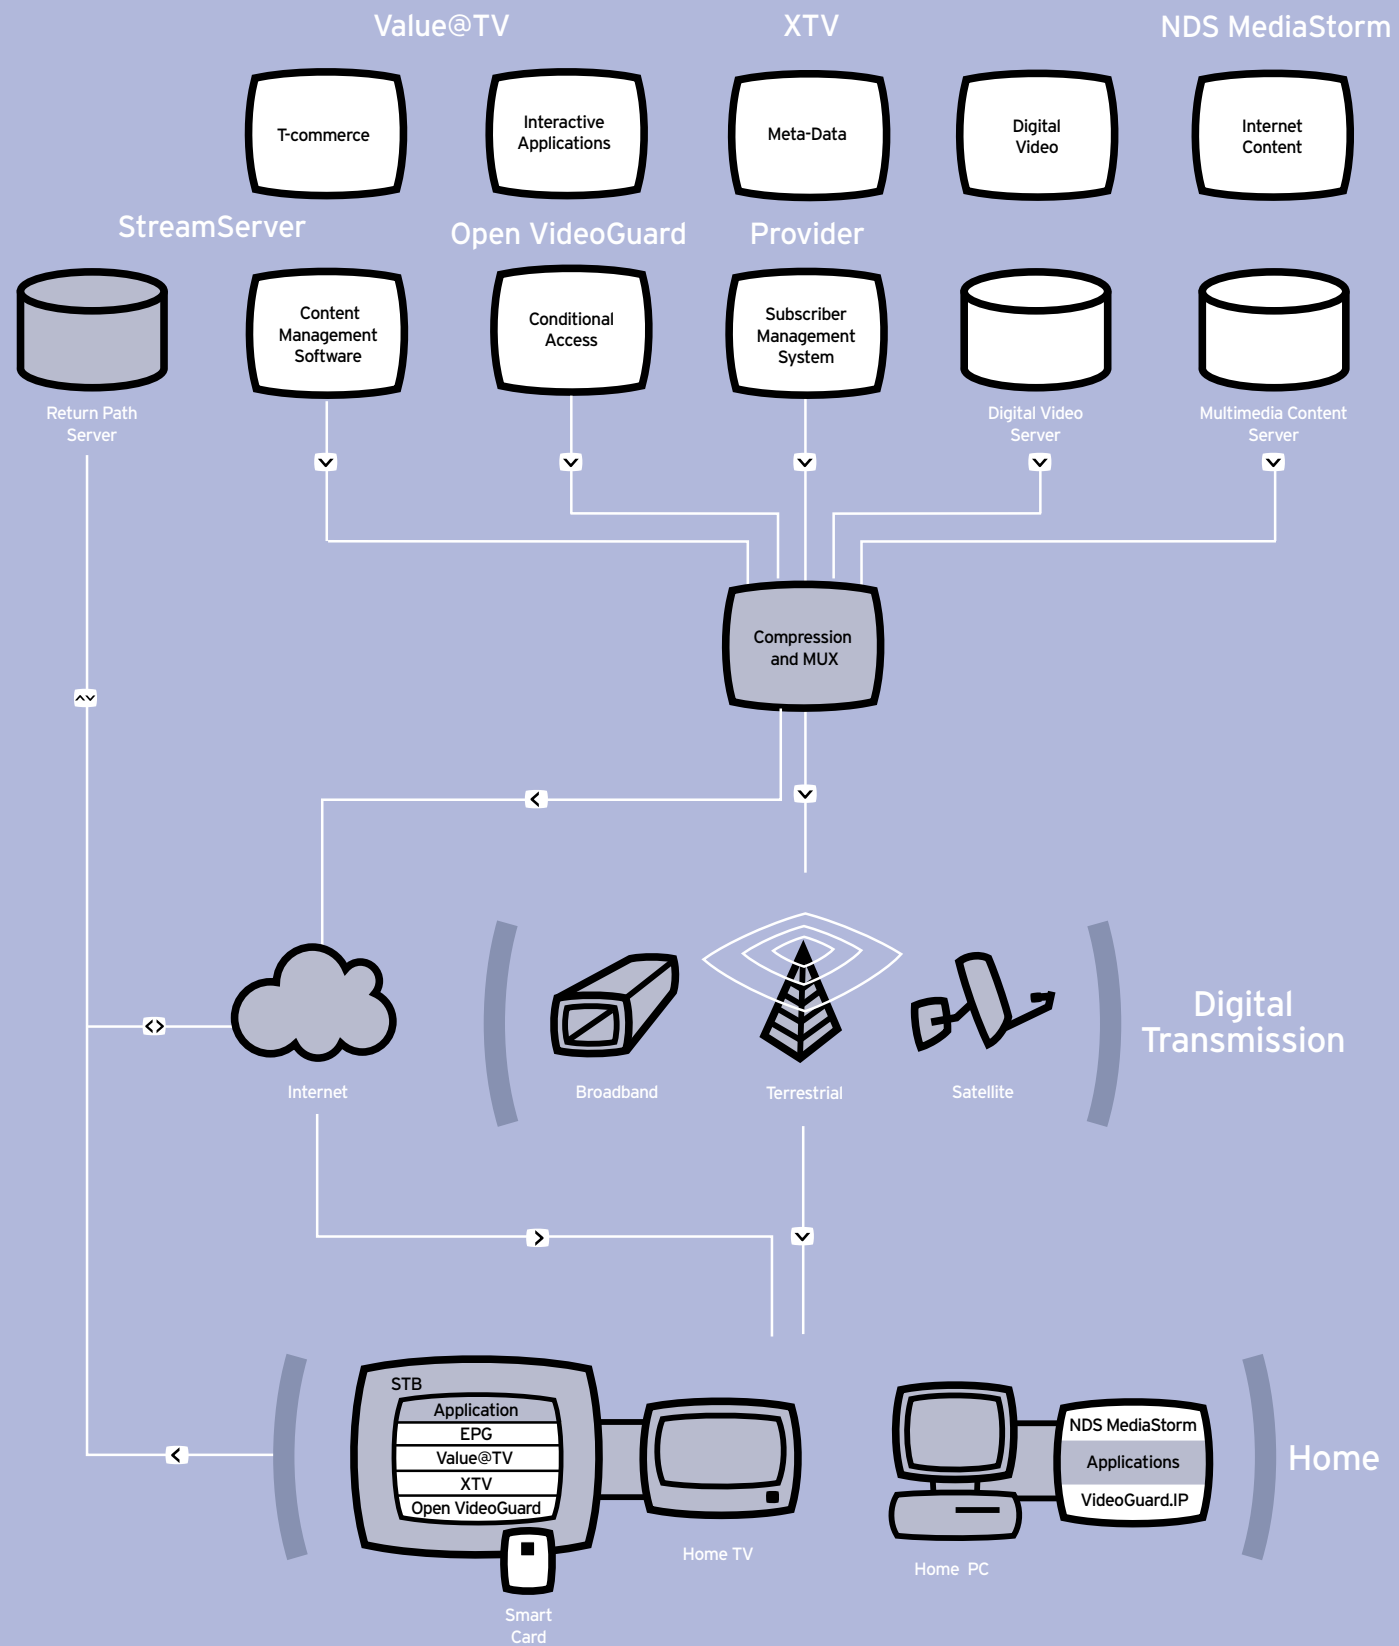 Value@TV
XTV
NDS MediaStorm
T-commerce
Interactive
Applications
Meta-Data
Digital
Video
Internet
Content
StreamServer
Open VideoGuard
Provider
Content
Management
Software
Conditional
Access
Subscriber
Management
System
Return Path
Server
Digital Video
Server
Multimedia Content
Server
Compression
and MUX
Internet
Broadband
Terrestrial
Satellite
Digital
Transmission
STB
Application
EPG
Value@TV
XTV
Open VideoGuard
Smart
Card
Home TV
Home PC
NDS MediaStorm
Applications
VideoGuard.IP
Home